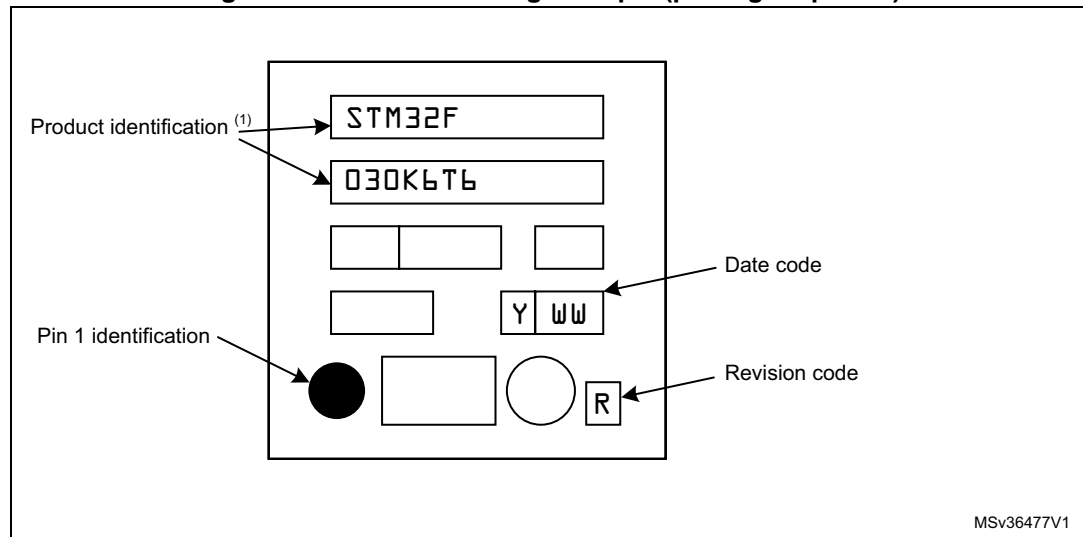 STM32F
Product identification (1)
030K6T6
Date code
Y WW
Pin 1 identification
Revision code
R
MSv36477V1